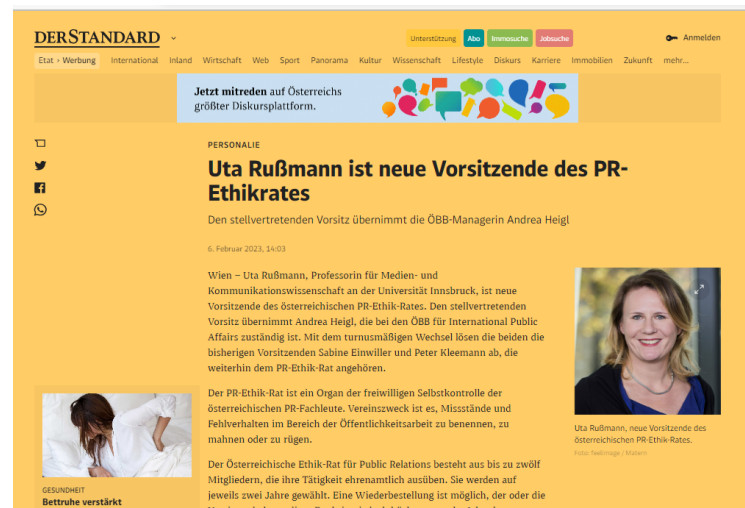 DERSTANDARD
Unterstützung Abo Immosuche Jobsuche
Anmelden
Etat › Werbung International Inland Wirtschaft Web Sport Panorama Kultur Wissenschaft Lifestyle Diskurs Karriere Immobilien Zukunft mehr...
Jetzt mitreden auf Österreichs
größter Diskursplattform.
PERSONALIE
Uta Rußmann ist neue Vorsitzende des PR-
Ethikrates
Den stellvertretenden Vorsitz übernimmt die ÖBB-Managerin Andrea Heigl
6. Februar 2023, 14:03
Wien – Uta Rußmann, Professorin für Medien- und
Kommunikationswissenschaft an der Universität Innsbruck, ist neue
Vorsitzende des österreichischen PR-Ethik-Rates. Den stellvertretenden
Vorsitz übernimmt Andrea Heigl, die bei den ÖBB für International Public
Affairs zuständig ist. Mit dem turnusmäßigen Wechsel lösen die beiden die
bisherigen Vorsitzenden Sabine Einwiller und Peter Kleemann ab, die
weiterhin dem PR-Ethik-Rat angehören.
Der PR-Ethik-Rat ist ein Organ der freiwilligen Selbstkontrolle der
österreichischen PR-Fachleute. Vereinszweck ist es, Missstände und
Fehlverhalten im Bereich der Öffentlichkeitsarbeit zu benennen, zu
mahnen oder zu rügen.
Der Österreichische Ethik-Rat für Public Relations besteht aus bis zu zwölf
Mitgliedern, die ihre Tätigkeit ehrenamtlich ausüben. Sie werden auf
jeweils zwei Jahre gewählt. Eine Wiederbestellung ist möglich, der oder die
Uta Rußmann, neue Vorsitzende des
österreichischen PR-Ethik-Rates.
Foto: feelimage / Matern
GESUNDHEIT
Bettruhe verstärkt